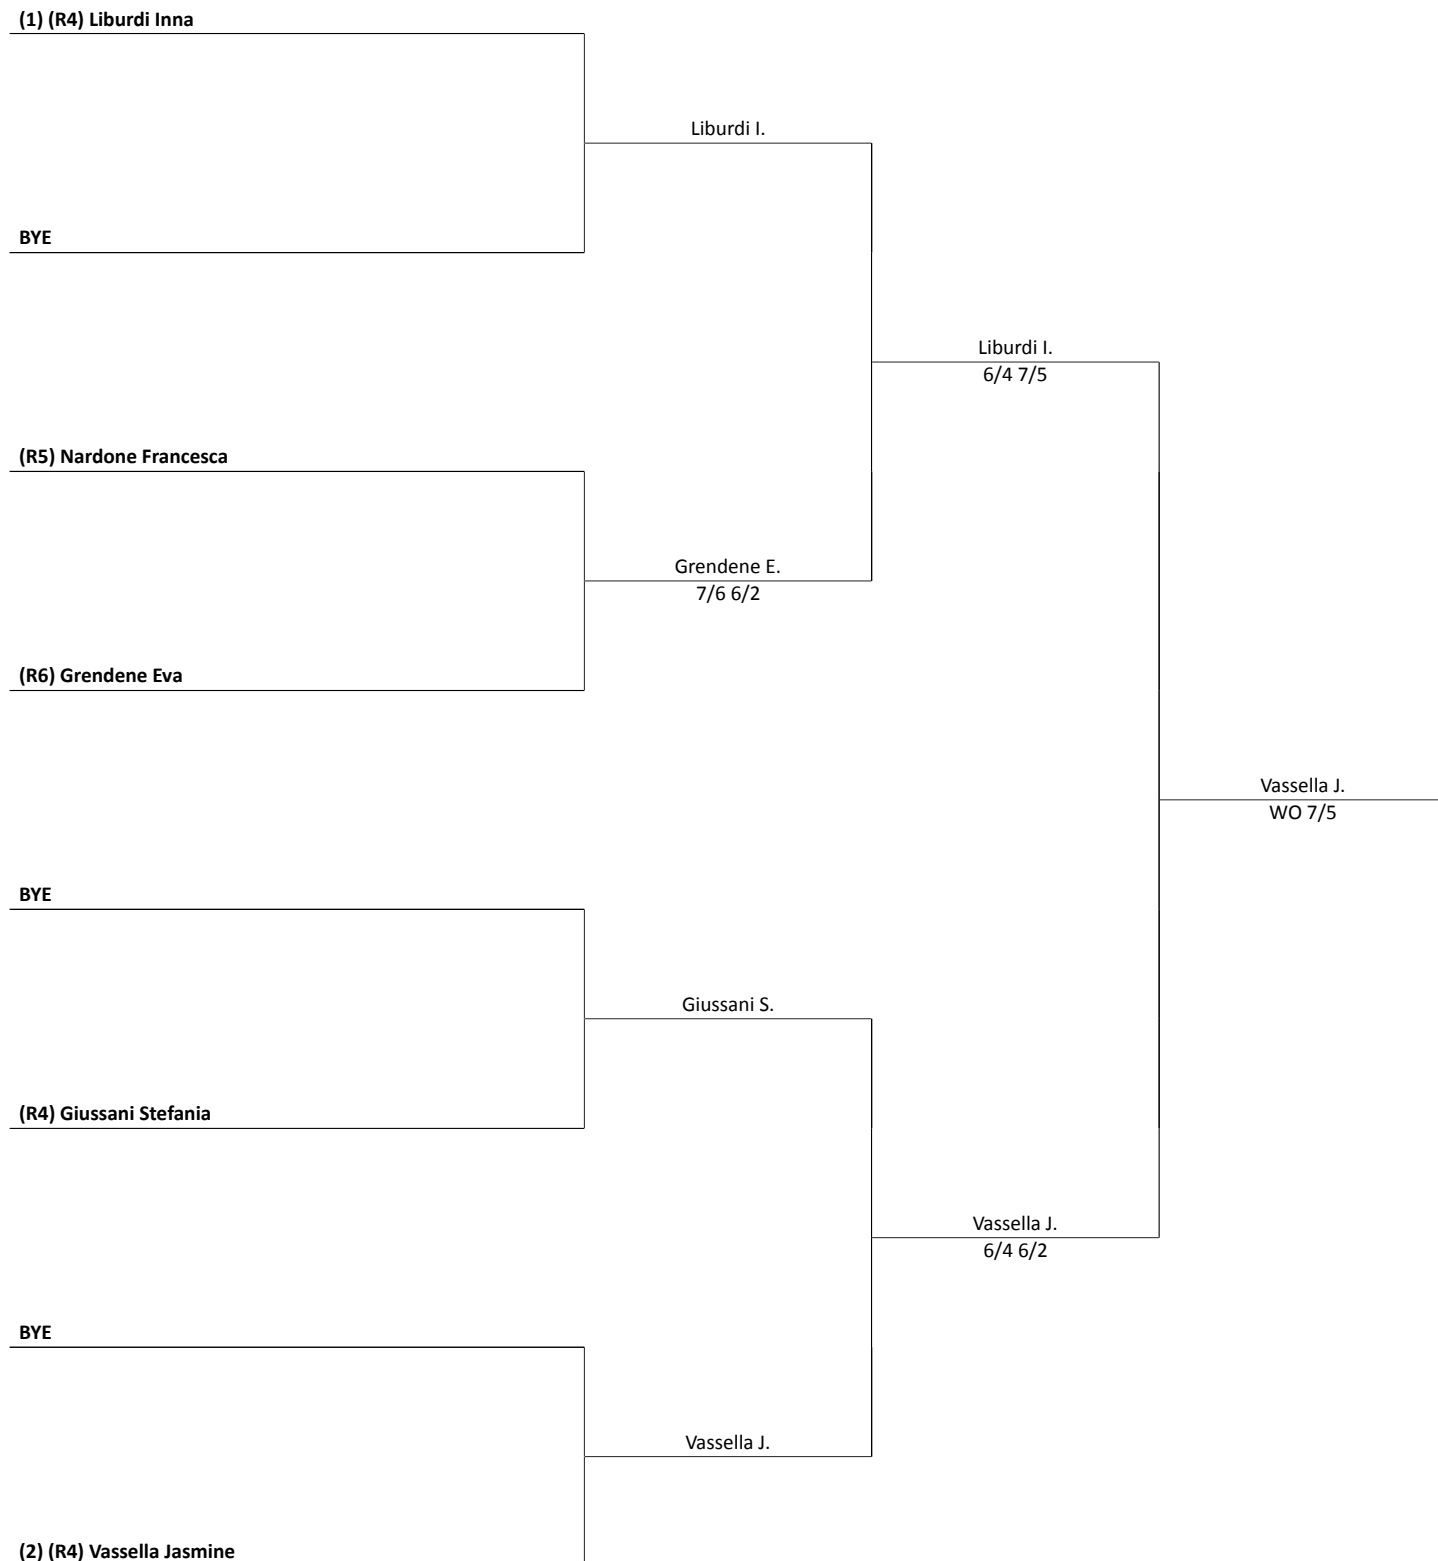 (1) (R4) Liburdi Inna
Liburdi I.
BYE
Liburdi I.
6/4 7/5
(R5) Nardone Francesca
Grendene E.
7/6 6/2
(R6) Grendene Eva
Vassella J.
WO 7/5
BYE
Giussani S.
(R4) Giussani Stefania
Vassella J.
6/4 6/2
BYE
Vassella J.
(2) (R4) Vassella Jasmine